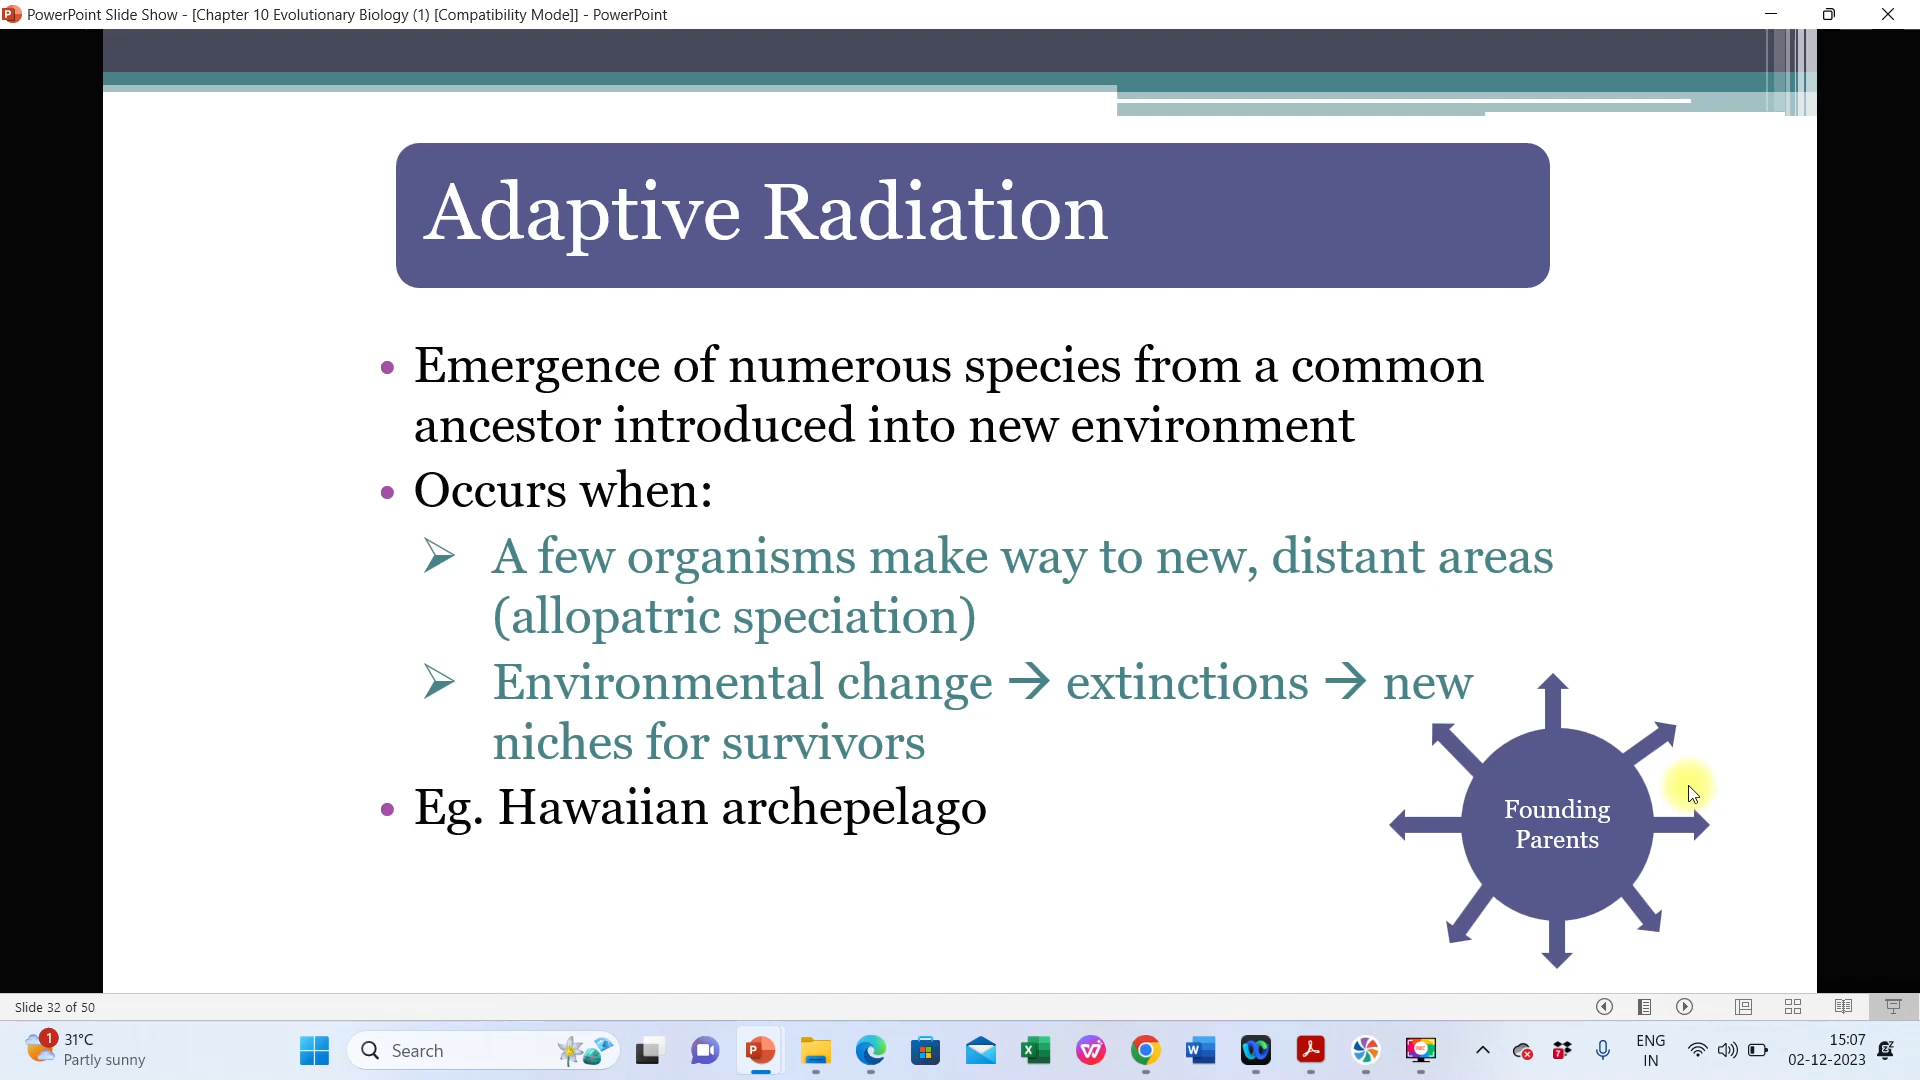 PowerPoint Slide Show - [Chapter 10 Evolutionary Biology (1) [Compatibility Mode]] - PowerPoint
Adaptive Radiation
• Emergence of numerous species from a common
ancestor introduced into new environment
• Occurs when:
➢ A few organisms make way to new, distant areas
(allopatric speciation)
➢ Environmental change → extinctions → new
niches for survivors
• Eg. Hawaiian archepelago
Founding
Parents
Slide 32 of 50
1
31°C
Partly sunny
Search
7
ENG
IN
15:07
02-12-2023